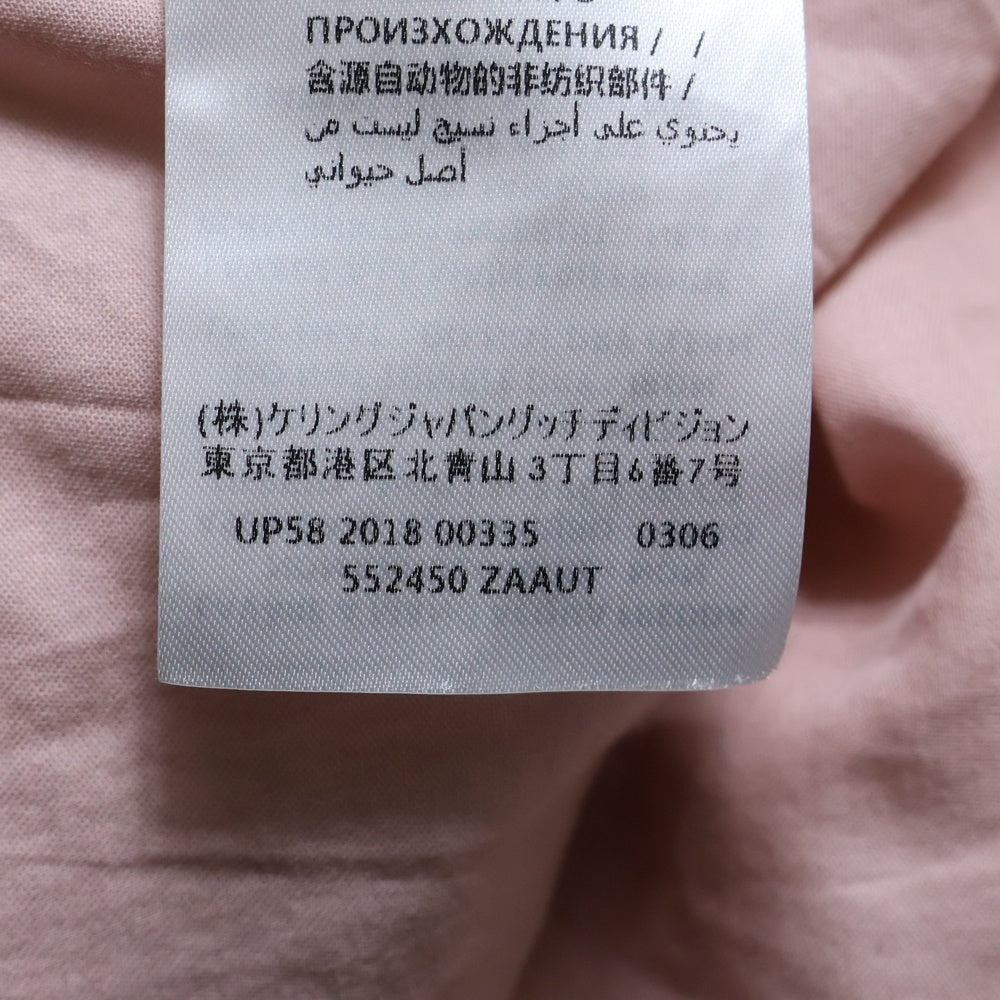 ПРОИЗХОЖДЕНИЯ / /
含源自动物的非纺织部件 /
يحتوي على أجزاء نسيج ليست من
أصل حيواني
(株)ケリングジャパングッチディビジョン
東京都港区北青山3丁目6番7号
UP58 2018 00335 0306
552450 ZAAUT